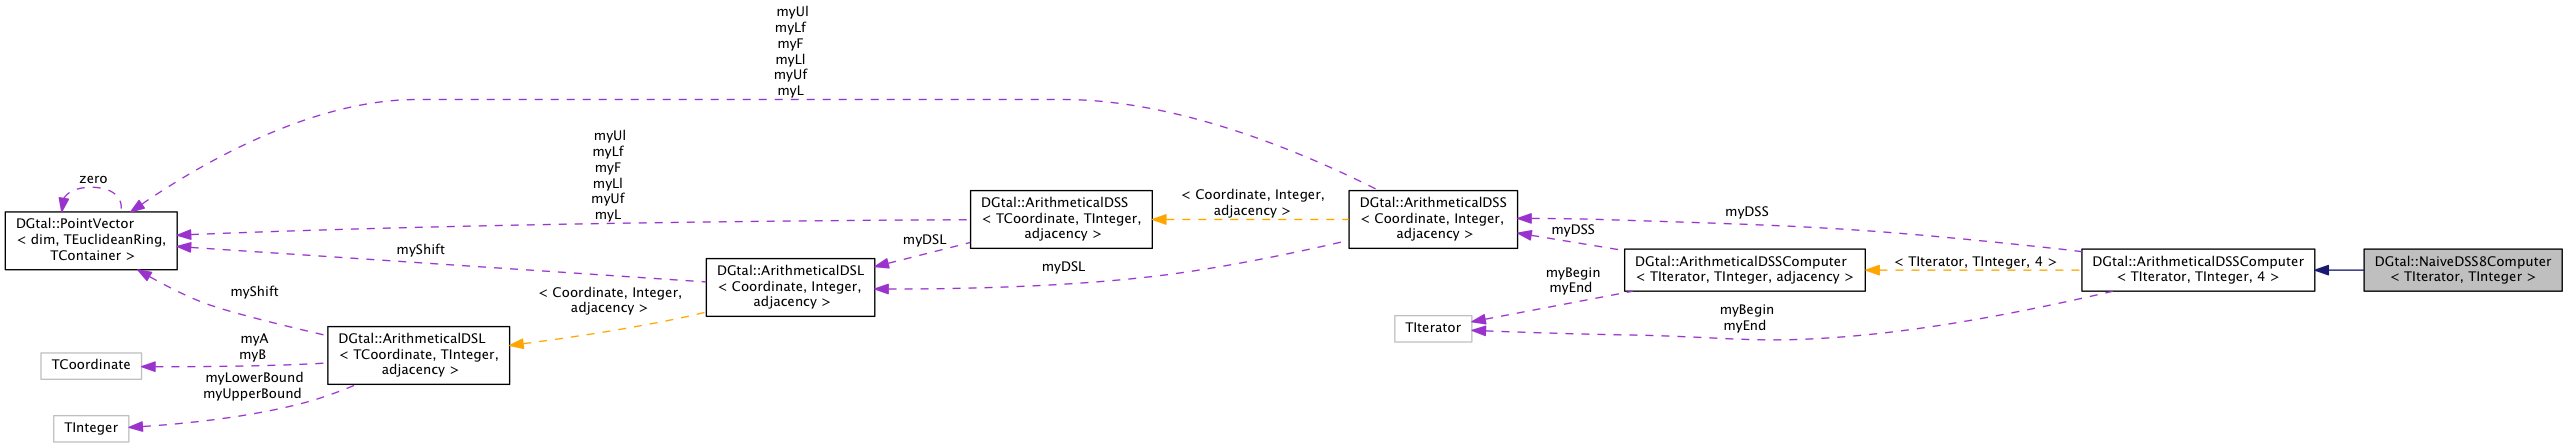 myUl
myLf
myF
myLl
myUf
myL
zero
DGtal::PointVector
< dim, TEuclideanRing,
TContainer >
myUl
myLf
myF
myLl
myUf
myL
myShift
myShift
myA
myB
TCoordinate
myLowerBound
myUpperBound
TInteger
DGtal::ArithmeticalDSL
< TCoordinate, TInteger,
adjacency >
< Coordinate, Integer,
adjacency >
DGtal::ArithmeticalDSL
< Coordinate, Integer,
adjacency >
myDSL
DGtal::ArithmeticalDSS
< TCoordinate, TInteger,
adjacency >
< Coordinate, Integer,
adjacency >
myDSL
DGtal::ArithmeticalDSS
< Coordinate, Integer,
adjacency >
myDSS
myDSS
myBegin
myEnd
TIterator
DGtal::ArithmeticalDSSComputer
< TIterator, TInteger, adjacency >
< TIterator, TInteger, 4 >
myBegin
myEnd
DGtal::ArithmeticalDSSComputer
< TIterator, TInteger, 4 >
DGtal::NaiveDSS8Computer
< TIterator, TInteger >